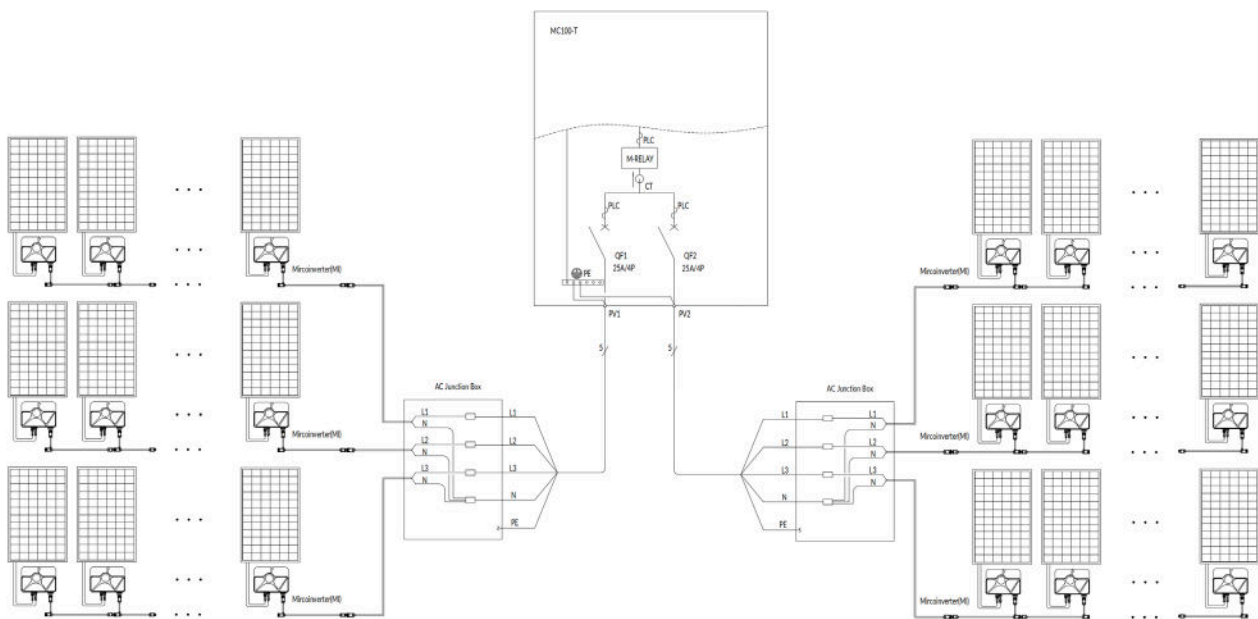 MC100-T
PLC
M-RELAY
CT
PLC
PLC
QF1
25A/4P
QF2
25A/4P
PE
PV1
PV2
5
5
Mircoinverter(MI)
Mircoinverter(MI)
Mircoinverter(MI)
AC Junction Box
L1
N
L2
N
L3
N
L1
L2
L3
N
PE
AC Junction Box
L1
L2
L3
N
PE
L1
N
L2
N
L3
N
Mircoinverter(MI)
Mircoinverter(MI)
Mircoinverter(MI)